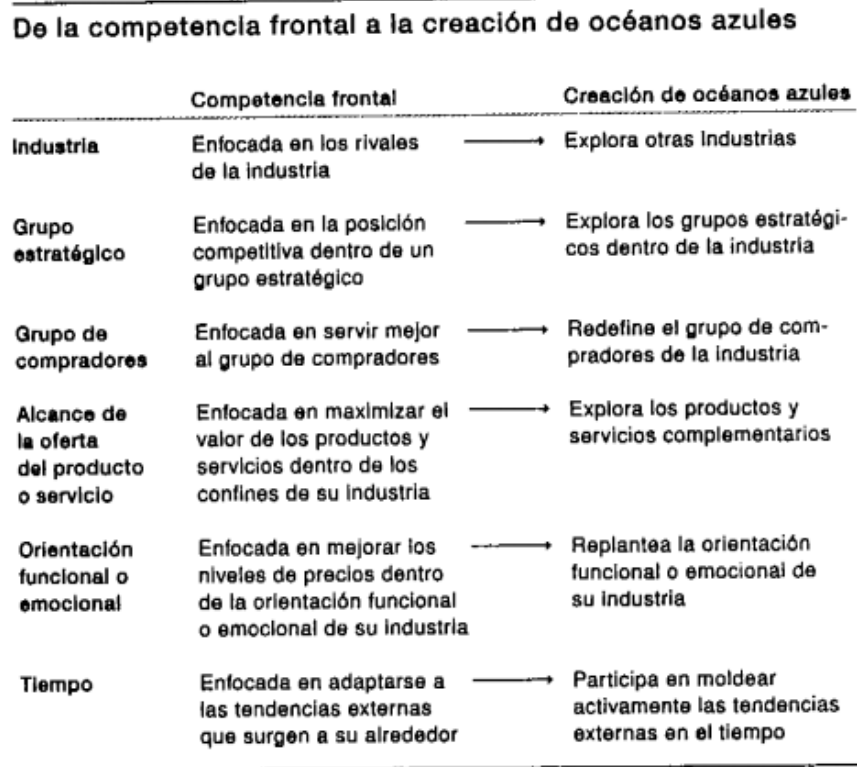 De la competencia frontal a la creación de océanos azules
Competencia frontal
Creación de océanos azules
Industria
Enfocada en los rivales
de la industria
Explora otras industrias
Grupo
estratégico
Enfocada en la posición
competitiva dentro de un
grupo estratégico
Explora los grupos estratégi-
cos dentro de la industria
Grupo de
compradores
Enfocada en servir mejor
al grupo de compradores
Redefine el grupo de com-
pradores de la industria
Alcance de
la oferta
del producto
o servicio
Enfocada en maximizar el
valor de los productos y
servicios dentro de los
confines de su industria
Explora los productos y
servicios complementarios
Orientación
funcional o
emocional
Enfocada en mejorar los
niveles de precios dentro
de la orientación funcional
o emocional de su industria
Replantea la orientación
funcional o emocional de
su industria
Tiempo
Enfocada en adaptarse a
las tendencias externas
que surgen a su alrededor
Participa en moldear
activamente las tendencias
externas en el tiempo